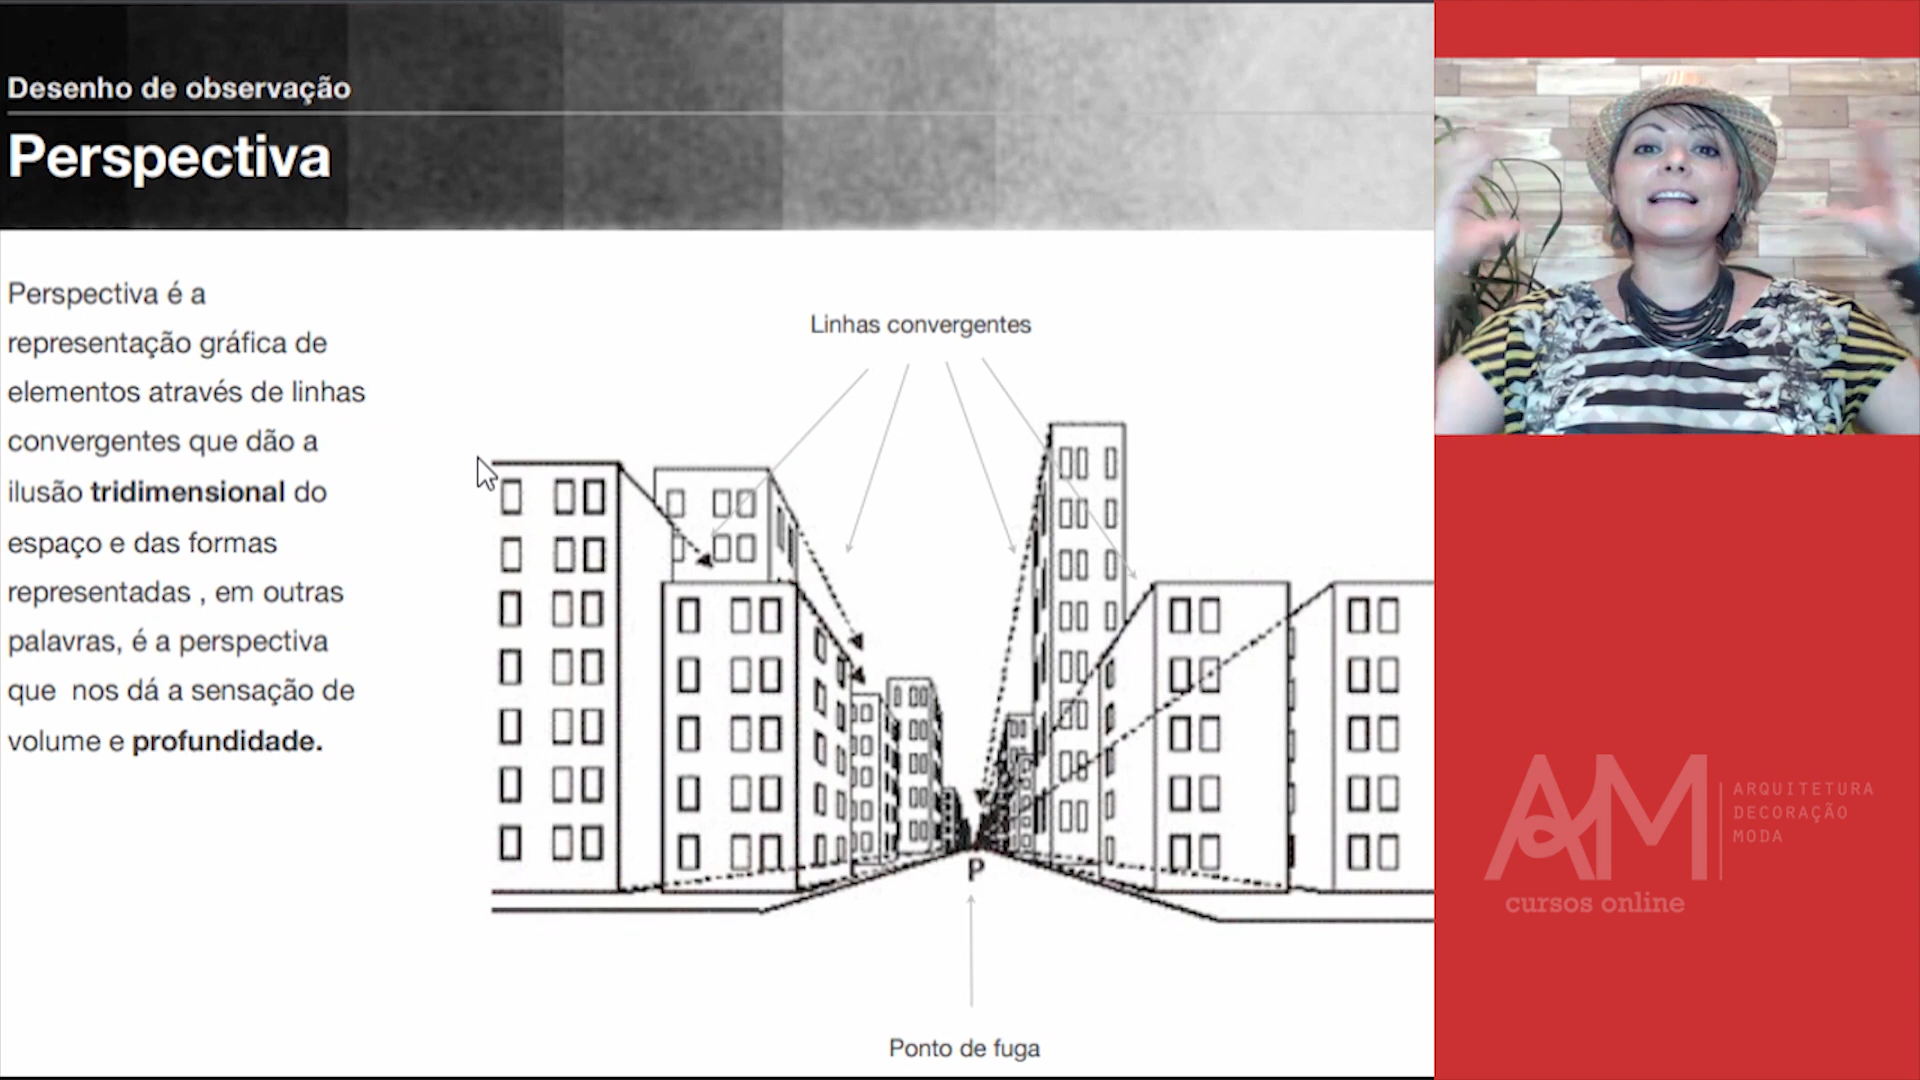 Desenho de observação
Perspectiva
Perspectiva é a
representação gráfica de
elementos através de linhas
convergentes que dão a
ilusão tridimensional do
espaço e das formas
representadas , em outras
palavras, é a perspectiva
que nos dá a sensação de
volume e profundidade.
Linhas convergentes
P
Ponto de fuga
AM
ARQUITETURA
DECORAÇÃO
MODA
cursos online